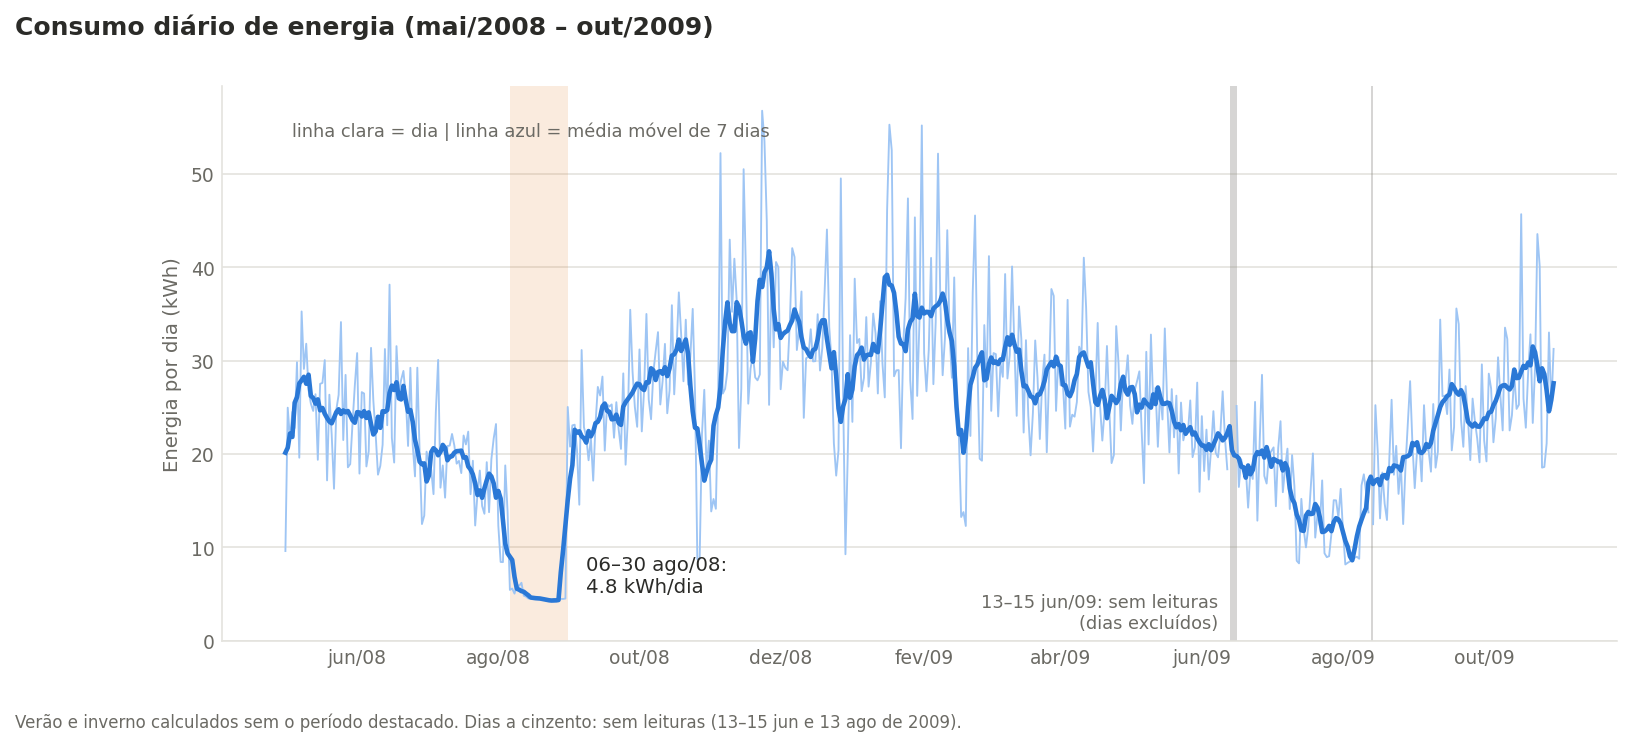 Consumo diário de energia (mai/2008 – out/2009)
linha clara = dia | linha azul = média móvel de 7 dias
Energia por dia (kWh)
50
40
30
20
10
0
06–30 ago/08:
4.8 kWh/dia
13–15 jun/09: sem leituras
(dias excluídos)
jun/08 ago/08 out/08 dez/08 fev/09 abr/09 jun/09 ago/09 out/09
Verão e inverno calculados sem o período destacado. Dias a cinzento: sem leituras (13–15 jun e 13 ago de 2009).